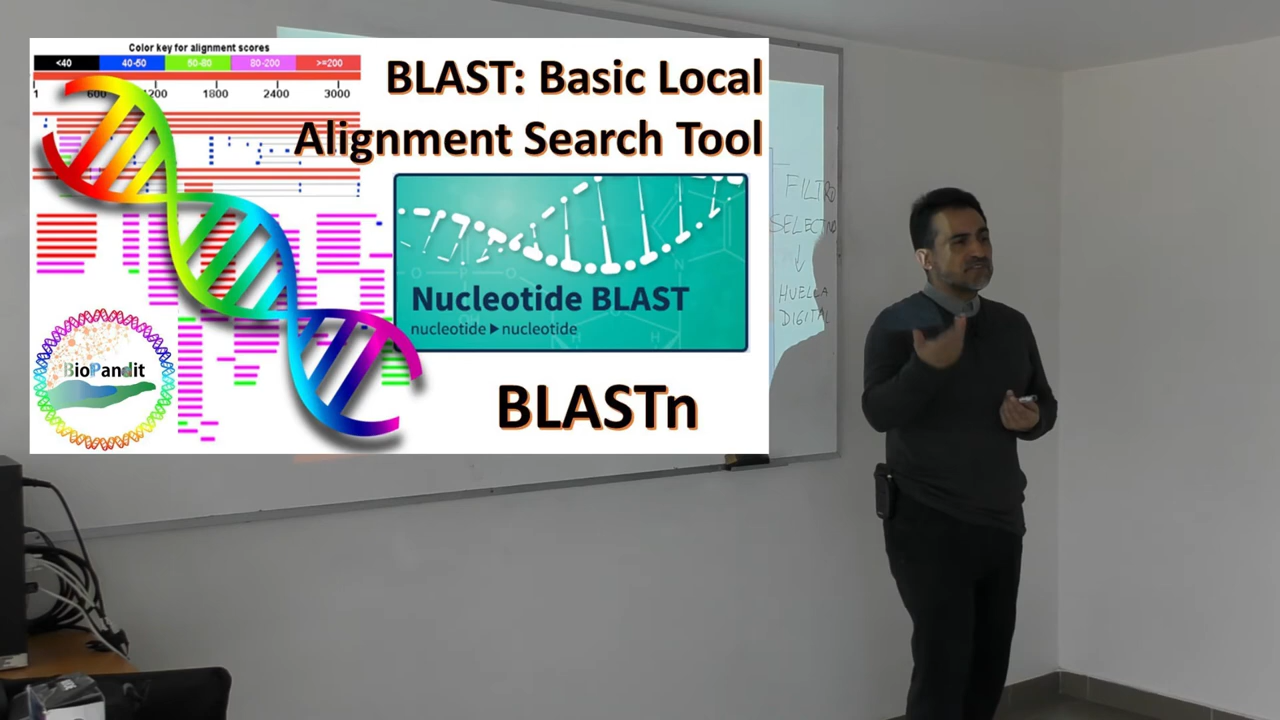 Color key for alignment scores
<40 40-50 50-80 80-200 >=200
1 600 1200 1800 2400 3000
BLAST: Basic Local
Alignment Search Tool
Nucleotide BLAST
nucleotide ▶ nucleotide
BLASTn
BioPandit
FILTRO
SELECTIVO
↓
HUELLA
DIGITAL